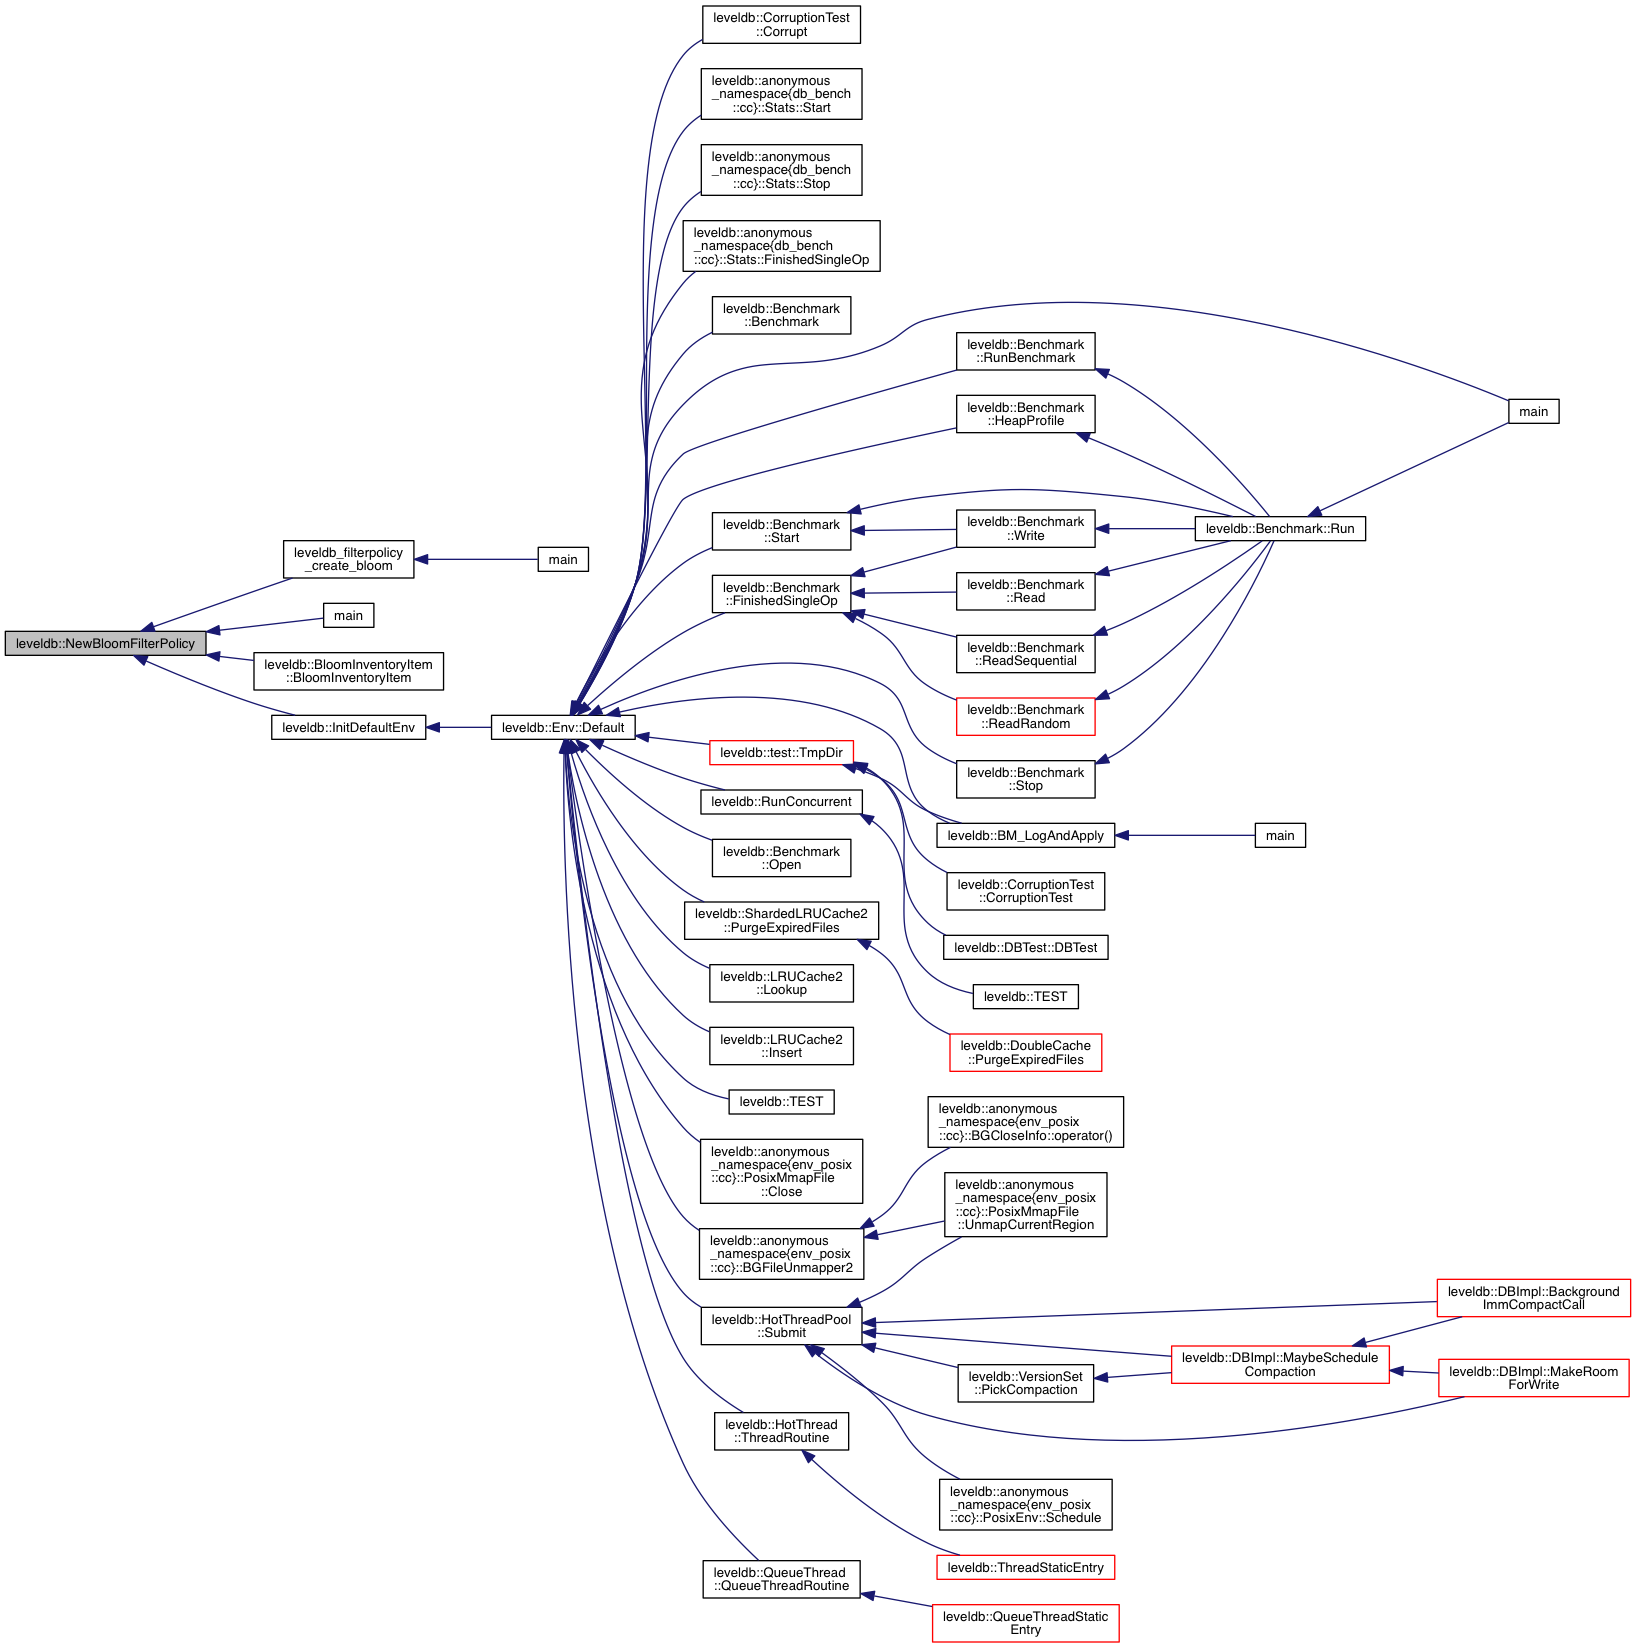 leveldb::CorruptionTest
::Corrupt
leveldb::anonymous
_namespace{db_bench
::cc}::Stats::Start
leveldb::anonymous
_namespace{db_bench
::cc}::Stats::Stop
leveldb::anonymous
_namespace{db_bench
::cc}::Stats::FinishedSingleOp
leveldb::Benchmark
::Benchmark
leveldb::Benchmark
::RunBenchmark
leveldb::Benchmark
::HeapProfile
main
leveldb::Benchmark
::Start
leveldb::Benchmark
::Write
leveldb::Benchmark::Run
leveldb_filterpolicy
_create_bloom
main
leveldb::Benchmark
::FinishedSingleOp
leveldb::Benchmark
::Read
main
leveldb::NewBloomFilterPolicy
leveldb::Benchmark
::ReadSequential
leveldb::BloomInventoryItem
::BloomInventoryItem
leveldb::Benchmark
::ReadRandom
leveldb::InitDefaultEnv
leveldb::Env::Default
leveldb::test::TmpDir
leveldb::Benchmark
::Stop
leveldb::RunConcurrent
leveldb::BM_LogAndApply
main
leveldb::Benchmark
::Open
leveldb::CorruptionTest
::CorruptionTest
leveldb::ShardedLRUCache2
::PurgeExpiredFiles
leveldb::DBTest::DBTest
leveldb::LRUCache2
::Lookup
leveldb::TEST
leveldb::LRUCache2
::Insert
leveldb::DoubleCache
::PurgeExpiredFiles
leveldb::TEST
leveldb::anonymous
_namespace{env_posix
::cc}::BGCloseInfo::operator()
leveldb::anonymous
_namespace{env_posix
::cc}::PosixMmapFile
::Close
leveldb::anonymous
_namespace{env_posix
::cc}::PosixMmapFile
::UnmapCurrentRegion
leveldb::anonymous
_namespace{env_posix
::cc}::BGFileUnmapper2
leveldb::DBImpl::Background
ImmCompactCall
leveldb::HotThreadPool
::Submit
leveldb::DBImpl::MaybeSchedule
Compaction
leveldb::VersionSet
::PickCompaction
leveldb::DBImpl::MakeRoom
ForWrite
leveldb::HotThread
::ThreadRoutine
leveldb::anonymous
_namespace{env_posix
::cc}::PosixEnv::Schedule
leveldb::ThreadStaticEntry
leveldb::QueueThread
::QueueThreadRoutine
leveldb::QueueThreadStatic
Entry